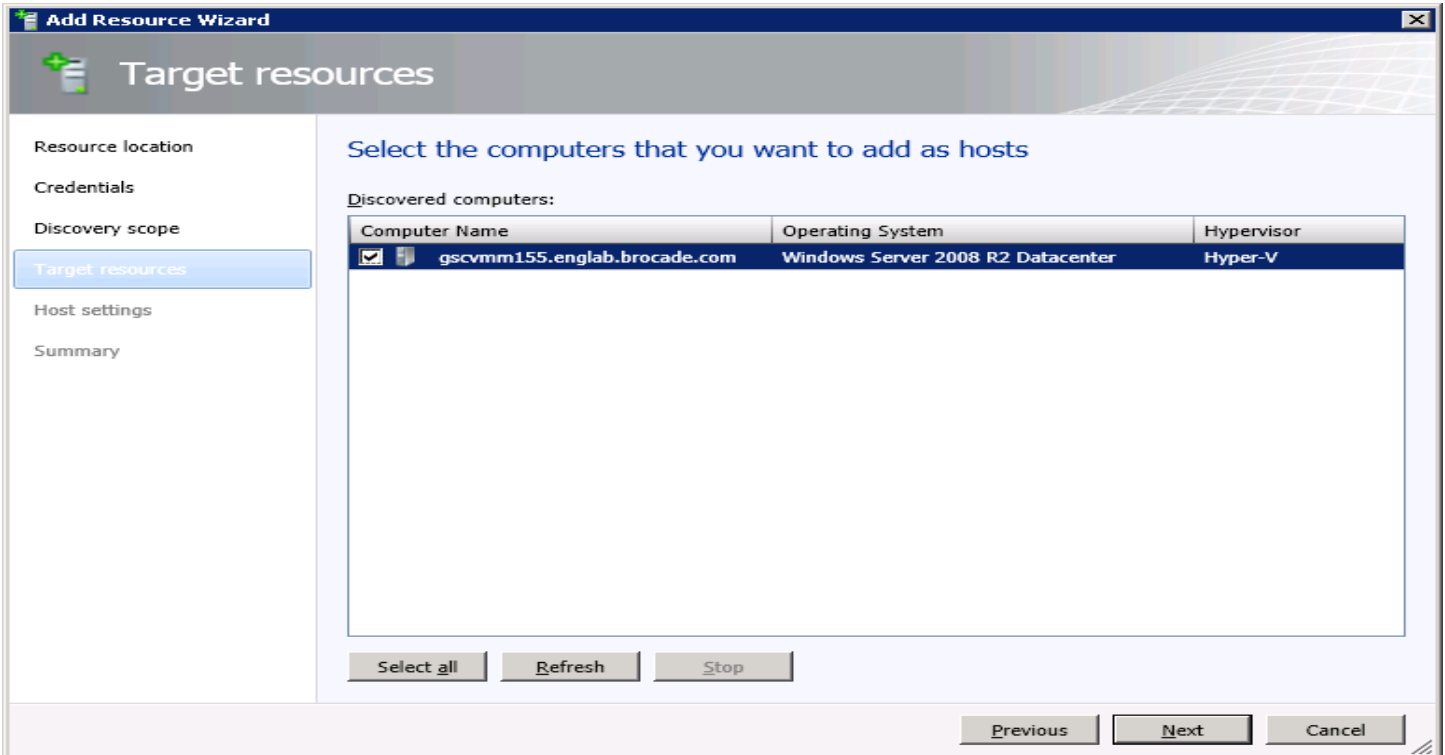 Add Resource Wizard
Target resources
Resource location
Credentials
Discovery scope
Target resources
Host settings
Summary
Select the computers that you want to add as hosts
Discovered computers:
Computer Name Operating System Hypervisor
gscvmm155.englab.brocade.com Windows Server 2008 R2 Datacenter Hyper-V
Select all Refresh Stop
Previous Next Cancel